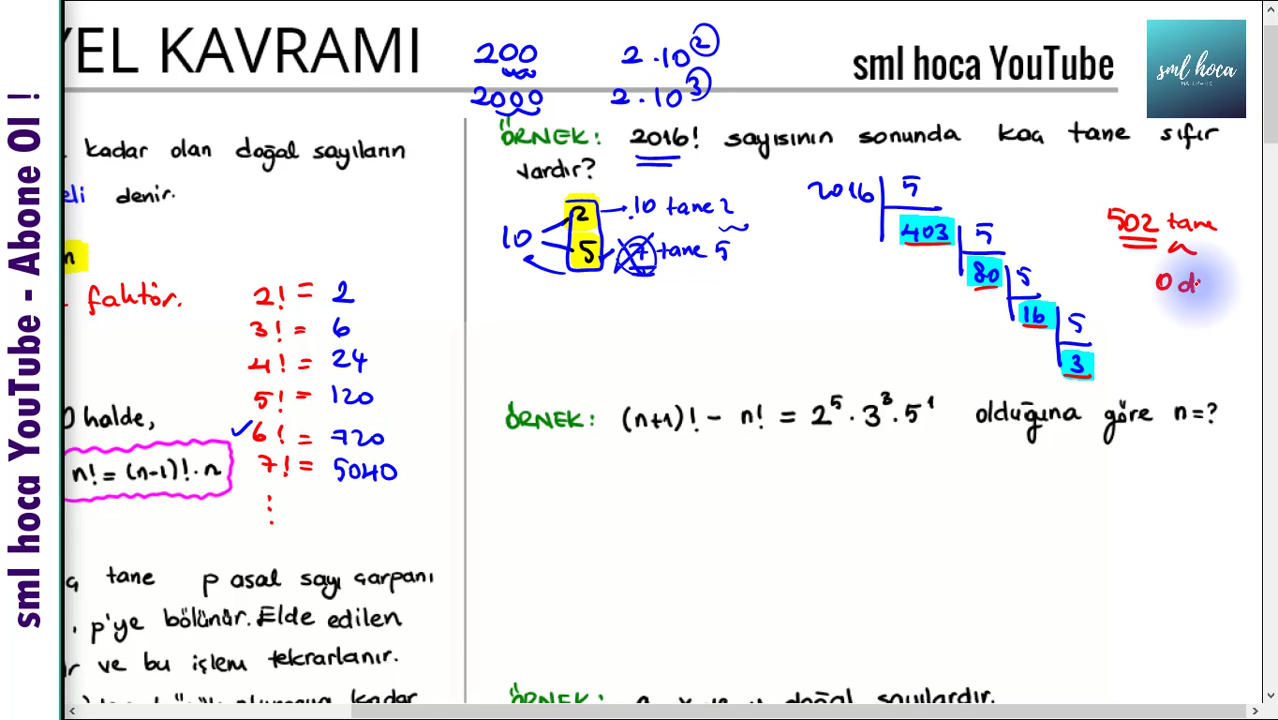 sml hoca YouTube - Abone Ol !
YEL KAVRAMI
kadar olan doğal sayıların
eli denir.
n
faktör.
2! = 2
3! = 6
4! = 24
5! = 120
O halde,
6! = 720
7! = 5040
n! = (n-1)! . n
tane p asal sayı çarpanı
. p'ye bölünür. Elde edilen
ır ve bu işlem tekrarlanır.
200 2 . 10²
2000 2 . 10³
sml hoca YouTube
sml hoca
ÖRNEK: 2016! sayısının sonunda kaç tane sıfır
vardır?
10 2 → 10 tane 2
5 tane 5
2016 5
403 5
80 5
16 5
3
502 tane
0 d
ÖRNEK: (n+1)! - n! = 2⁵ . 3³ . 5¹ olduğuna göre n=?
ÖRNEK: doğal sayılardır.